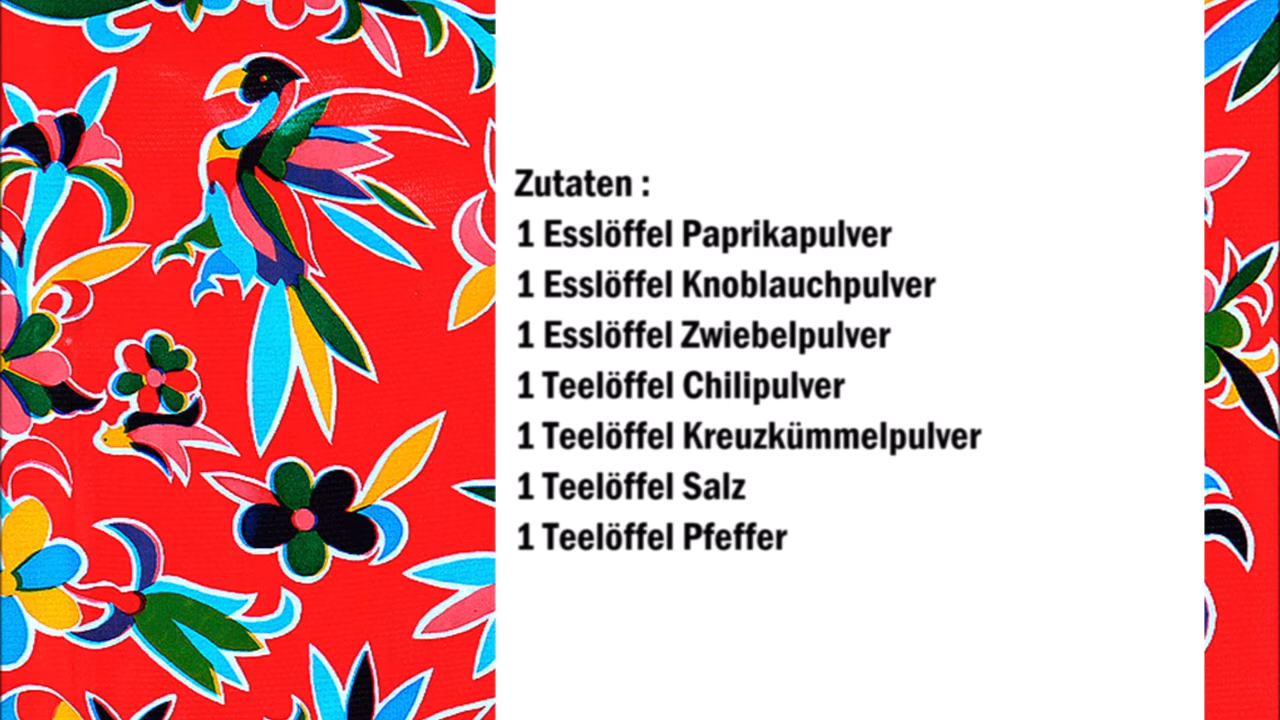 Zutaten :
1 Esslöffel Paprikapulver
1 Esslöffel Knoblauchpulver
1 Esslöffel Zwiebelpulver
1 Teelöffel Chilipulver
1 Teelöffel Kreuzkümmelpulver
1 Teelöffel Salz
1 Teelöffel Pfeffer